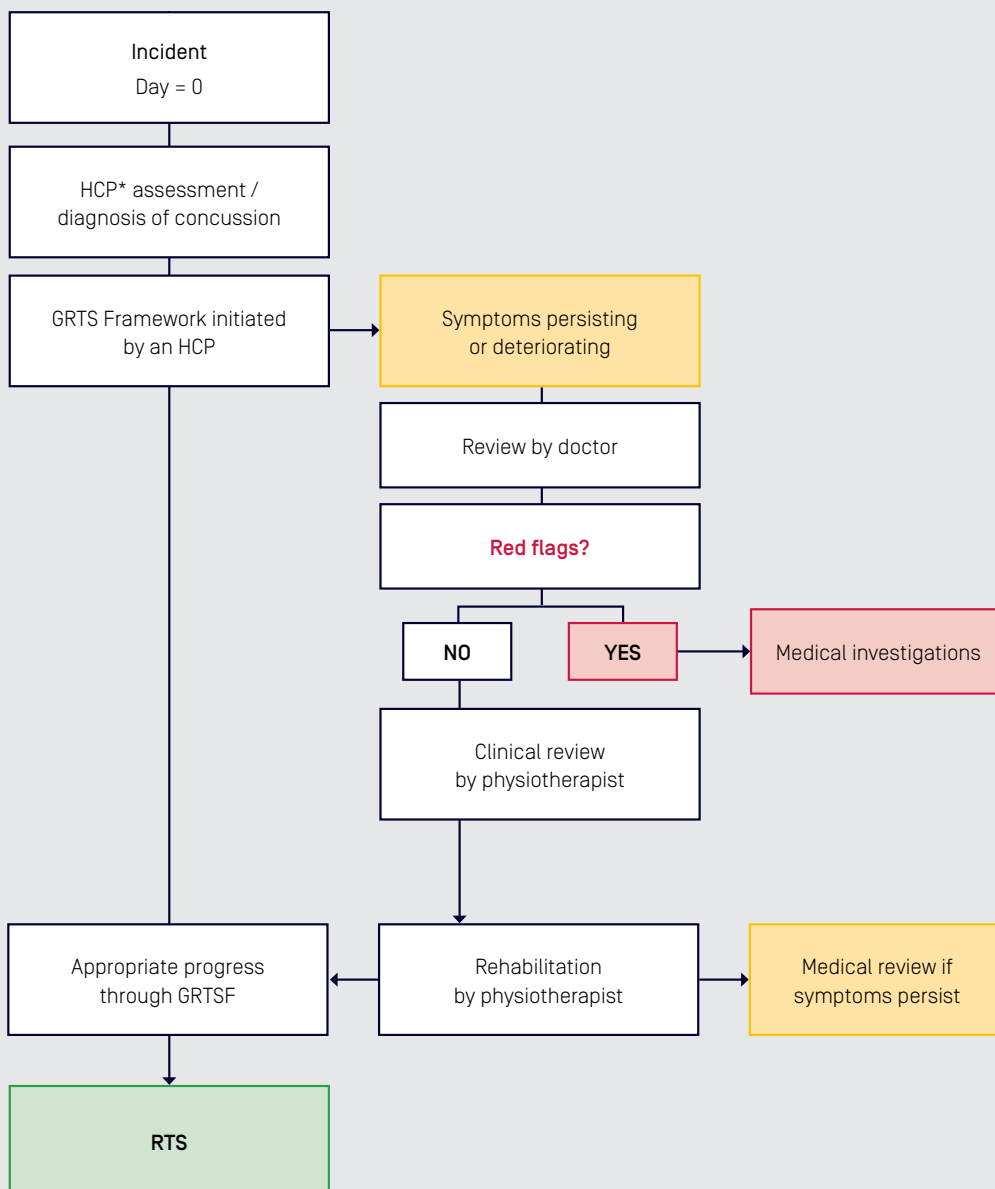 Incident
Day = 0
HCP* assessment /
diagnosis of concussion
GRTS Framework initiated
by an HCP
Symptoms persisting
or deteriorating
Review by doctor
Red flags?
NO
YES
Medical investigations
Clinical review
by physiotherapist
Appropriate progress
through GRTSF
Rehabilitation
by physiotherapist
Medical review if
symptoms persist
RTS